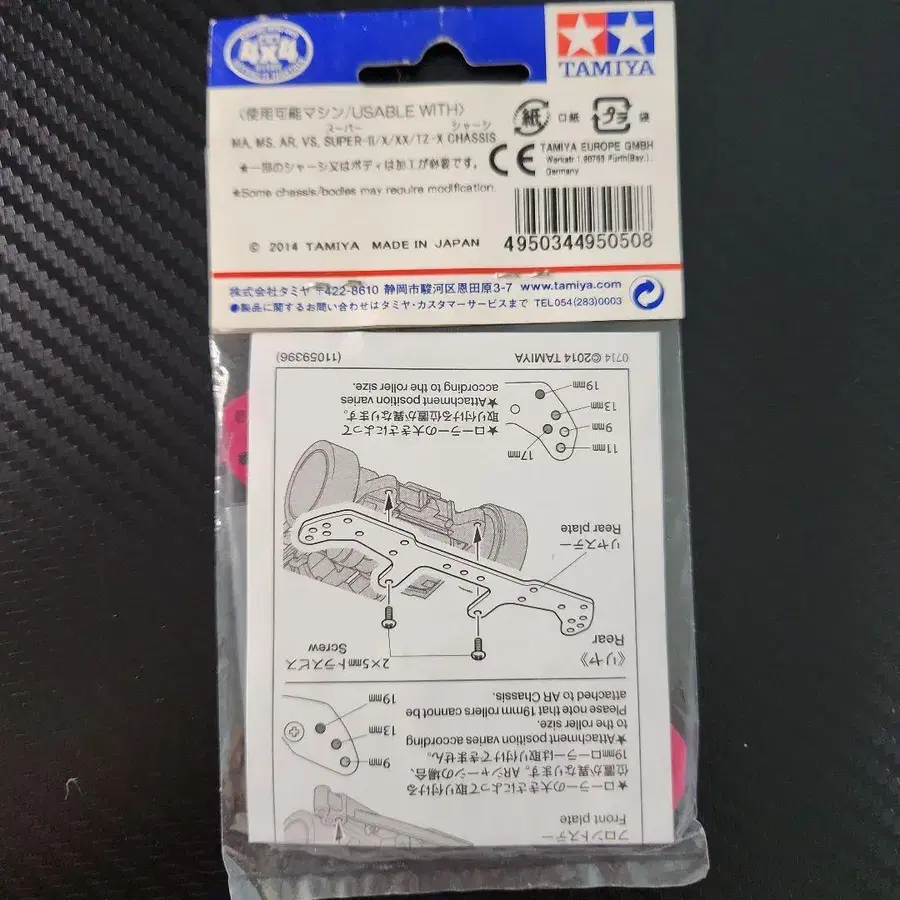 4x4
TAMIYA
〈使用可能マシン/USABLE WITH〉
スーパー
シャーシ
MA, MS, AR, VS, SUPER-II/X/XX/TZ-X CHASSIS
★一部のシャーシ又はボディは加工が必要です。
★Some chassis/bodies may require modification.
紙
口紙
プラ
袋
CE
TAMIYA EUROPE GMBH
Werkstr.1,90765 Fürth(Bay.),
Germany
© 2014 TAMIYA MADE IN JAPAN
4950344950508
株式会社タミヤ 〒422-8610 静岡市駿河区恩田原3-7 www.tamiya.com
●製品に関するお問い合わせはタミヤ・カスタマーサービスまで TEL054(283)0003
フロントステー
Front plate
★ローラーの大きさによって取り付ける
位置が異なります。ARシャーシの場合、
19mmローラーは取り付けできません。
★Attachment position varies according
to the roller size.
Please note that 19mm rollers cannot be
attached to AR Chassis.
9mm
13mm
19mm
《リヤ》
Rear
2×5mmトラスビス
Screw
リヤステー
Rear plate
11mm
17mm
9mm
13mm
19mm
★ローラーの大きさによって
取り付ける位置が異なります。
★Attachment position varies
according to the roller size.
0714 ©2014 TAMIYA
(11059396)